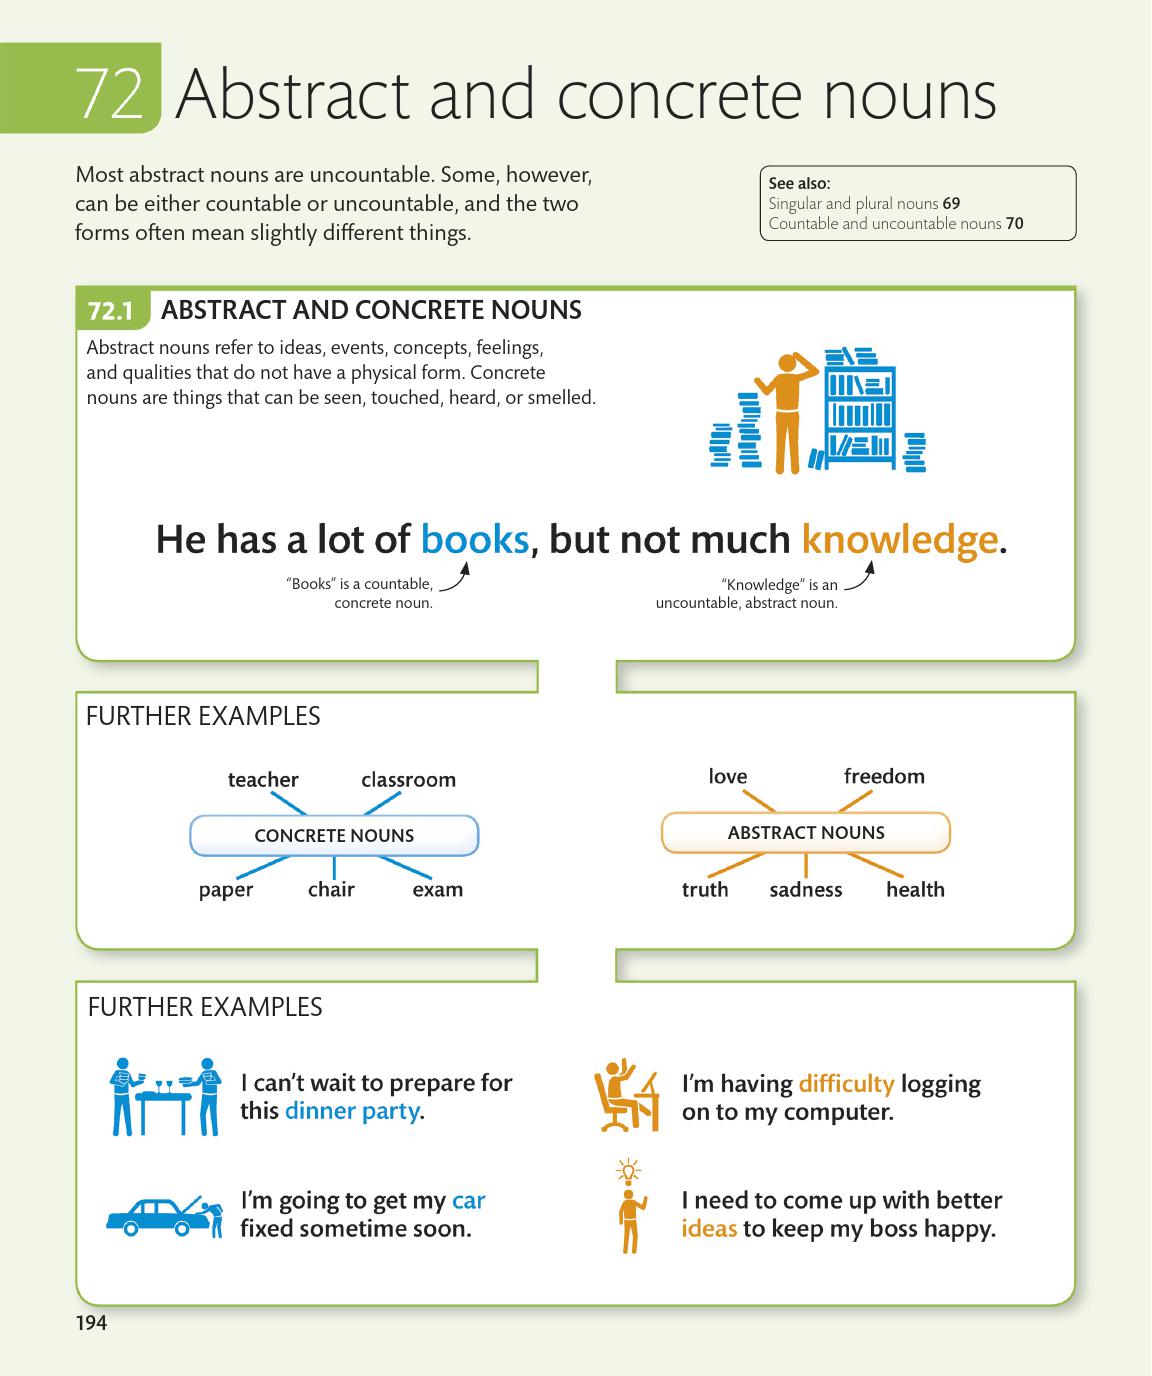 72 Abstract and concrete nouns
Most abstract nouns are uncountable. Some, however,
can be either countable or uncountable, and the two
forms often mean slightly different things.
See also:
Singular and plural nouns 69
Countable and uncountable nouns 70
72.1 ABSTRACT AND CONCRETE NOUNS
Abstract nouns refer to ideas, events, concepts, feelings,
and qualities that do not have a physical form. Concrete
nouns are things that can be seen, touched, heard, or smelled.
He has a lot of books, but not much knowledge.
“Books” is a countable,
concrete noun.
“Knowledge” is an
uncountable, abstract noun.
FURTHER EXAMPLES
teacher classroom
CONCRETE NOUNS
paper chair exam
love freedom
ABSTRACT NOUNS
truth sadness health
FURTHER EXAMPLES
I can’t wait to prepare for
this dinner party.
I’m having difficulty logging
on to my computer.
I’m going to get my car
fixed sometime soon.
I need to come up with better
ideas to keep my boss happy.
194